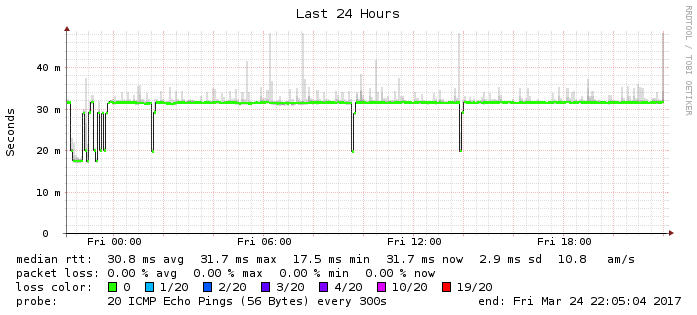 Last 24 Hours
RRDTOOL / TOBI OETIKER
Seconds
40 m
30 m
20 m
10 m
0
Fri 00:00 Fri 06:00 Fri 12:00 Fri 18:00
median rtt: 30.8 ms avg 31.7 ms max 17.5 ms min 31.7 ms now 2.9 ms sd 10.8 am/s
packet loss: 0.00 % avg 0.00 % max 0.00 % min 0.00 % now
loss color: 0 1/20 2/20 3/20 4/20 10/20 19/20
probe: 20 ICMP Echo Pings (56 Bytes) every 300s end: Fri Mar 24 22:05:04 2017